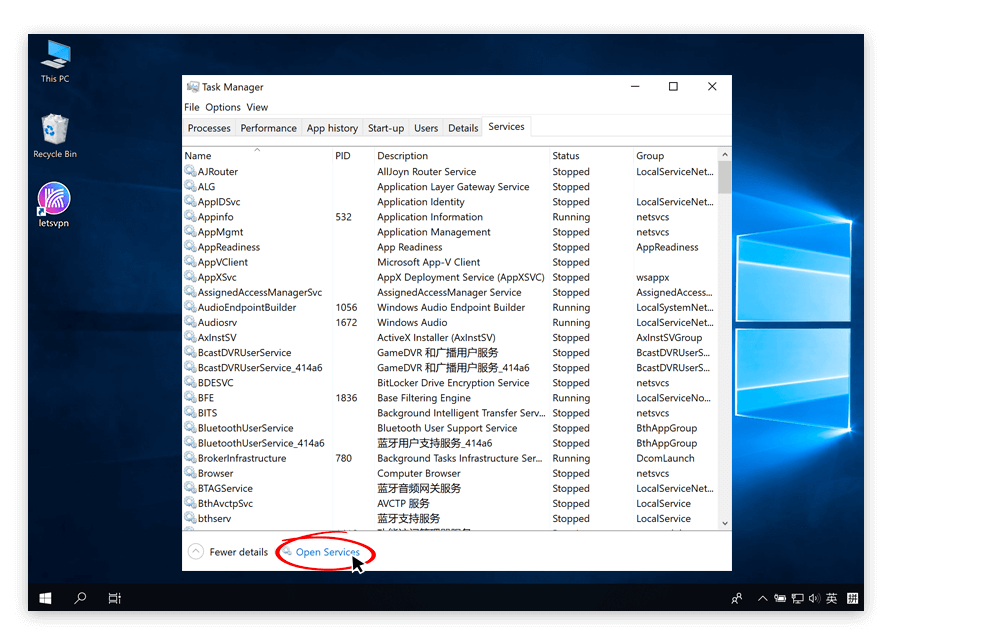 This PC
Recycle Bin
letsvpn
Task Manager
File Options View
Processes Performance App history Start-up Users Details Services
Name PID Description Status Group
AJRouter AllJoyn Router Service Stopped LocalServiceNet...
ALG Application Layer Gateway Service Stopped
AppIDSvc Application Identity Stopped LocalServiceNet...
Appinfo 532 Application Information Running netsvcs
AppMgmt Application Management Stopped netsvcs
AppReadiness App Readiness Stopped AppReadiness
AppVClient Microsoft App-V Client Stopped
AppXSvc AppX Deployment Service (AppXSVC) Stopped wsappx
AssignedAccessManagerSvc AssignedAccessManager Service Stopped AssignedAccess...
AudioEndpointBuilder 1056 Windows Audio Endpoint Builder Running LocalSystemNet...
Audiosrv 1672 Windows Audio Running LocalServiceNet...
AxInstSV ActiveX Installer (AxInstSV) Stopped AxInstSVGroup
BcastDVRUserService GameDVR 和广播用户服务 Stopped BcastDVRUserS...
BcastDVRUserService_414a6 GameDVR 和广播用户服务_414a6 Stopped BcastDVRUserS...
BDESVC BitLocker Drive Encryption Service Stopped netsvcs
BFE 1836 Base Filtering Engine Running LocalServiceNo...
BITS Background Intelligent Transfer Serv... Stopped netsvcs
BluetoothUserService Bluetooth User Support Service Stopped BthAppGroup
BluetoothUserService_414a6 蓝牙用户支持服务_414a6 Stopped BthAppGroup
BrokerInfrastructure 780 Background Tasks Infrastructure Ser... Running DcomLaunch
Browser Computer Browser Stopped netsvcs
BTAGService 蓝牙音频网关服务 Stopped LocalServiceNet...
BthAvctpSvc AVCTP 服务 Stopped LocalService
bthserv 蓝牙支持服务 Stopped LocalService
Fewer details Open Services
英 拼